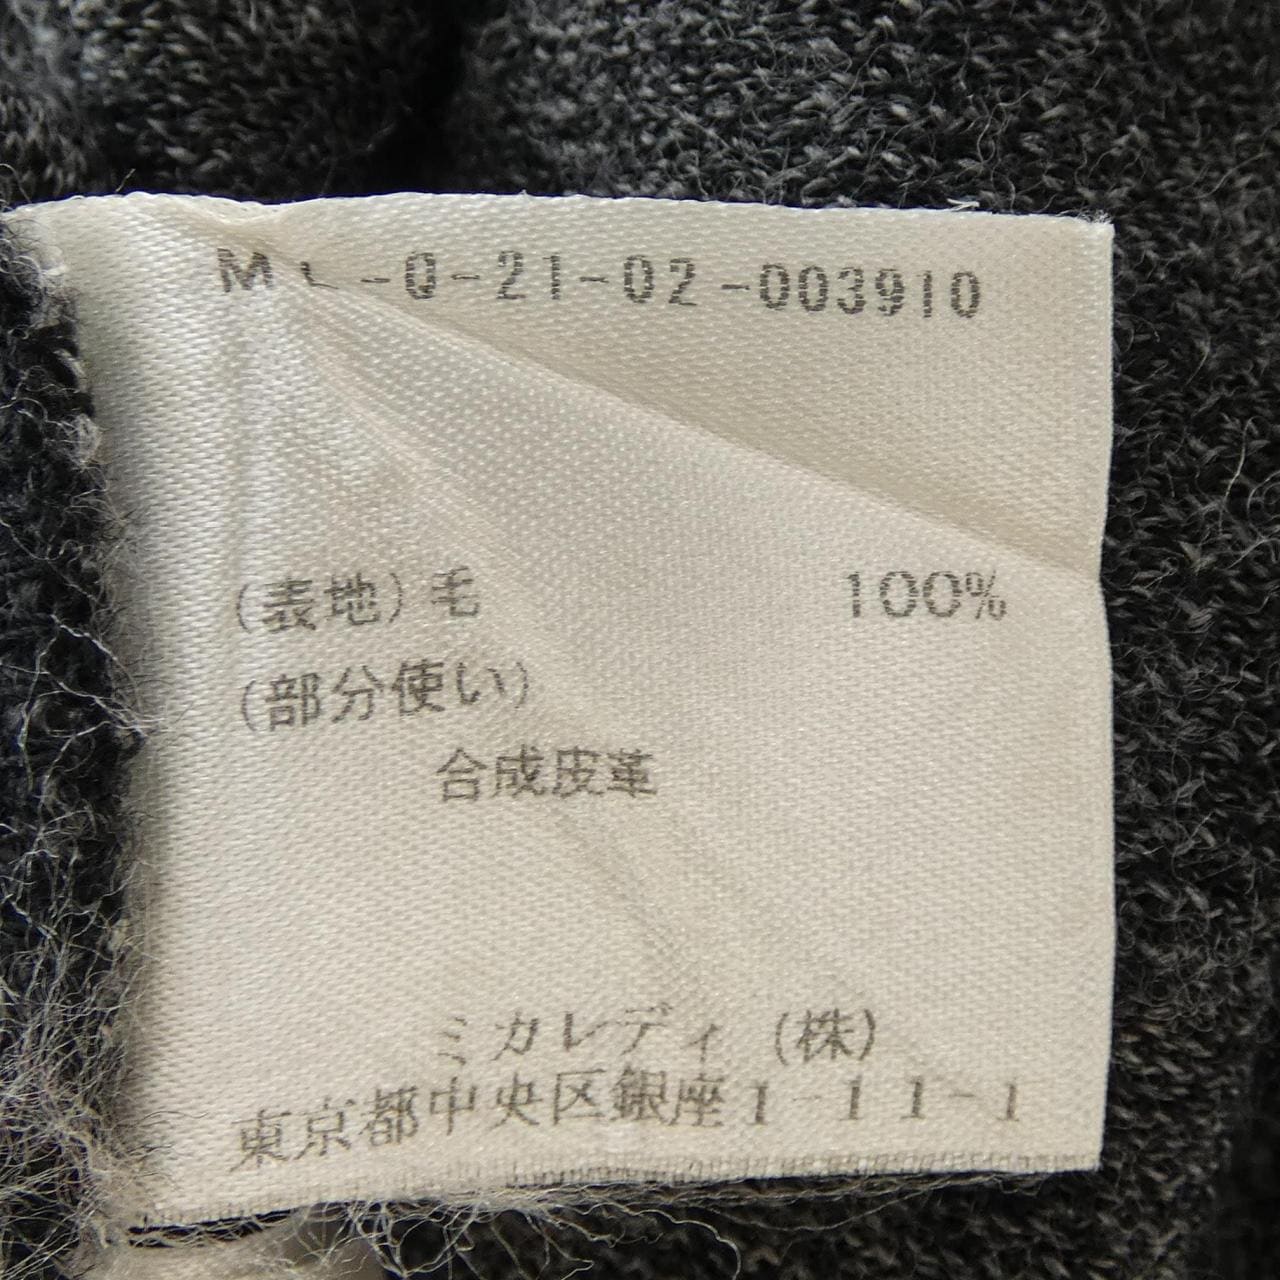 ML-0-21-02-003910
(表地)毛 100%
(部分使い)
合成皮革
ミカレディ(株)
東京都中央区銀座1-11-1